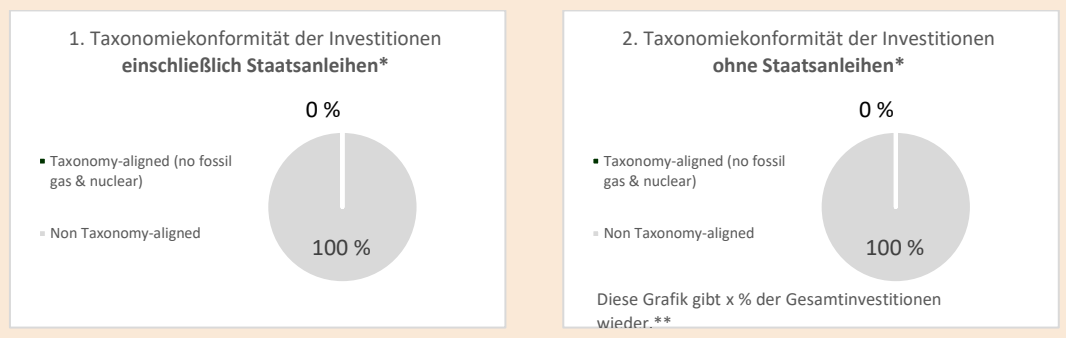 1. Taxonomiekonformität der Investitionen
einschließlich Staatsanleihen*
0 %
Taxonomy-aligned (no fossil
gas & nuclear)
Non Taxonomy-aligned
100 %
2. Taxonomiekonformität der Investitionen
ohne Staatsanleihen*
0 %
Taxonomy-aligned (no fossil
gas & nuclear)
Non Taxonomy-aligned
100 %
Diese Grafik gibt x % der Gesamtinvestitionen
wieder.**